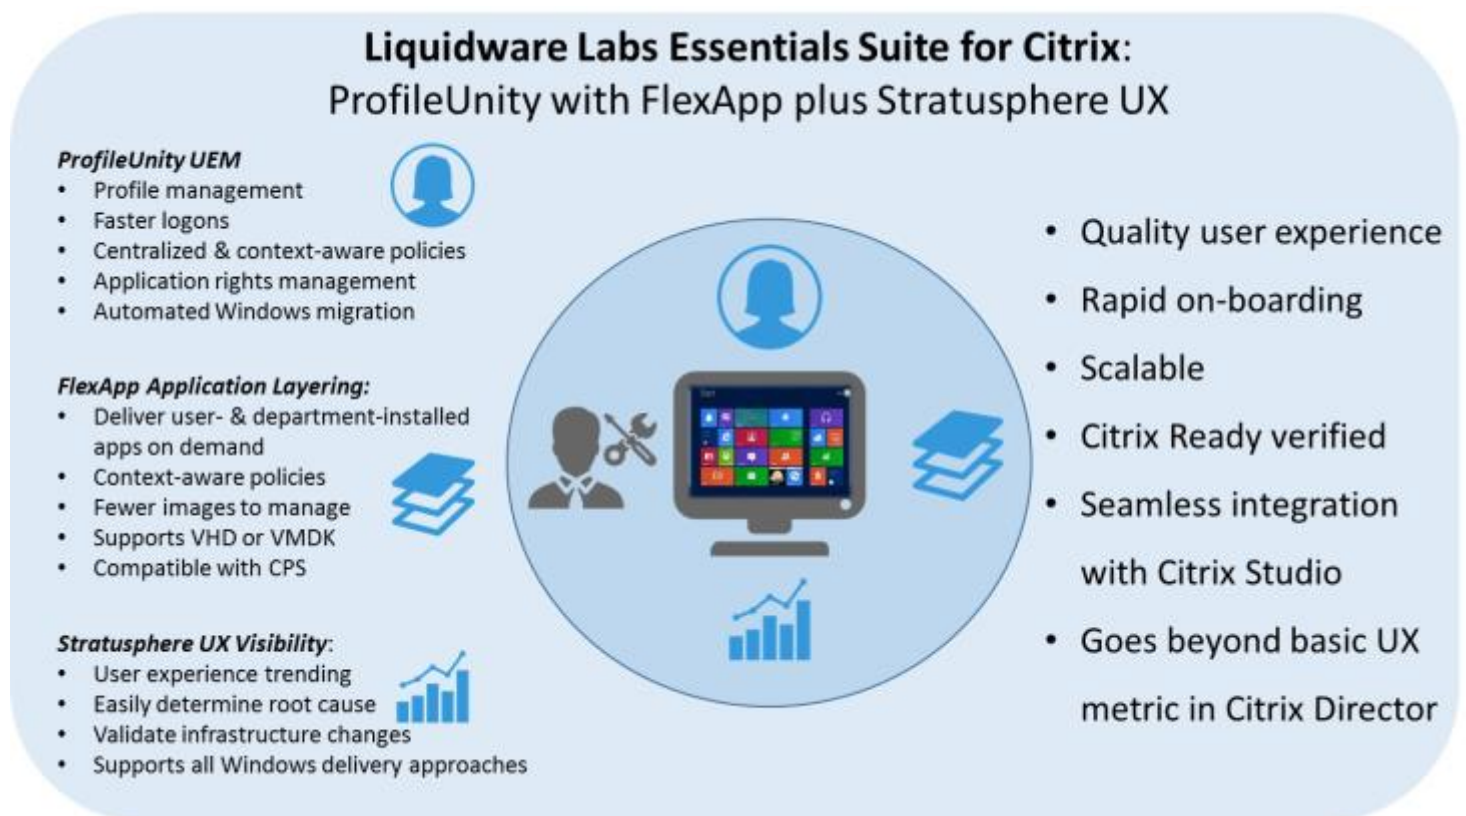 Liquidware Labs Essentials Suite for Citrix:
ProfileUnity with FlexApp plus Stratusphere UX
ProfileUnity UEM
• Profile management
• Faster logons
• Centralized & context-aware policies
• Application rights management
• Automated Windows migration
FlexApp Application Layering:
• Deliver user- & department-installed
apps on demand
• Context-aware policies
• Fewer images to manage
• Supports VHD or VMDK
• Compatible with CPS
Stratusphere UX Visibility:
• User experience trending
• Easily determine root cause
• Validate infrastructure changes
• Supports all Windows delivery approaches
Start
• Quality user experience
• Rapid on-boarding
• Scalable
• Citrix Ready verified
• Seamless integration
with Citrix Studio
• Goes beyond basic UX
metric in Citrix Director